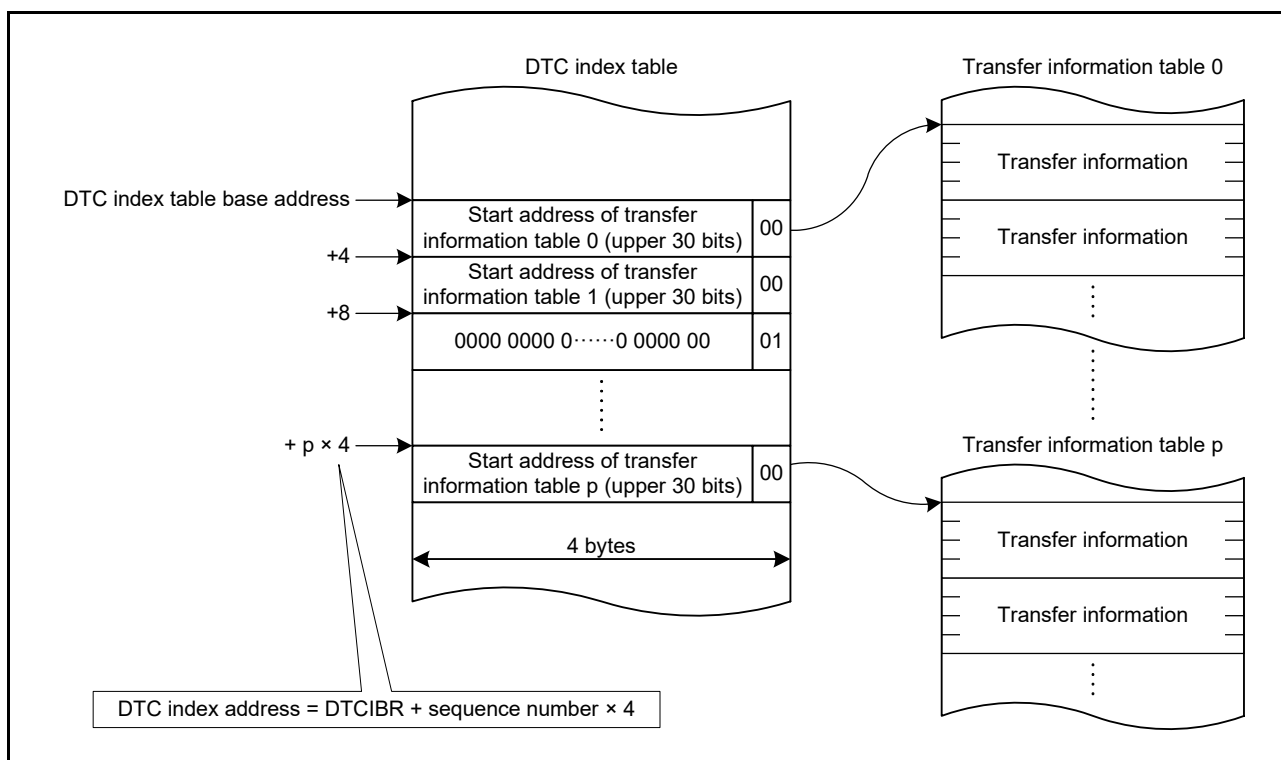 DTC index table
Transfer information table 0
Transfer information
Transfer information
DTC index table base address
Start address of transfer
information table 0 (upper 30 bits)
00
+4
Start address of transfer
information table 1 (upper 30 bits)
00
+8
0000 0000 0······0 0000 00
01
+ p × 4
Start address of transfer
information table p (upper 30 bits)
00
4 bytes
Transfer information table p
Transfer information
Transfer information
DTC index address = DTCIBR + sequence number × 4